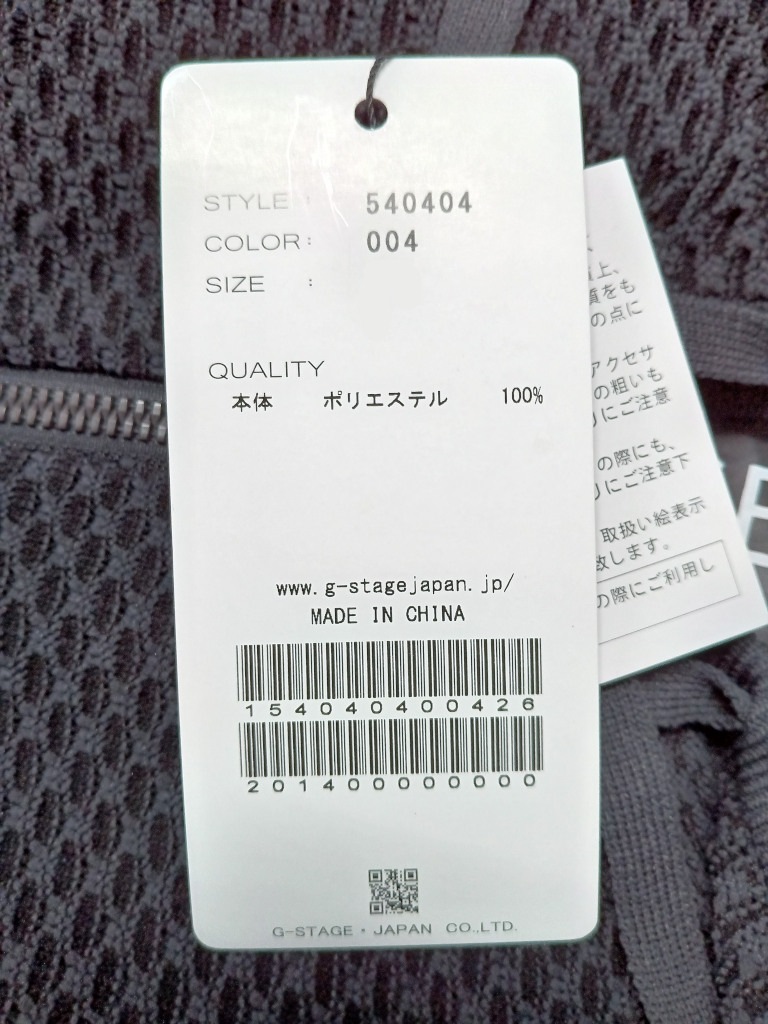 STYLE : 540404
COLOR: 004
SIZE :
QUALITY
本体 ポリエステル 100%
www.g-stagejapan.jp/
MADE IN CHINA
154040400426
201400000000
G-STAGE・JAPAN CO.,LTD.
上、
質をも
の点に
アクセサ
の粗いも
にご注意
の際にも、
にご注意下
取扱い絵表示
致します。
の際にご利用し